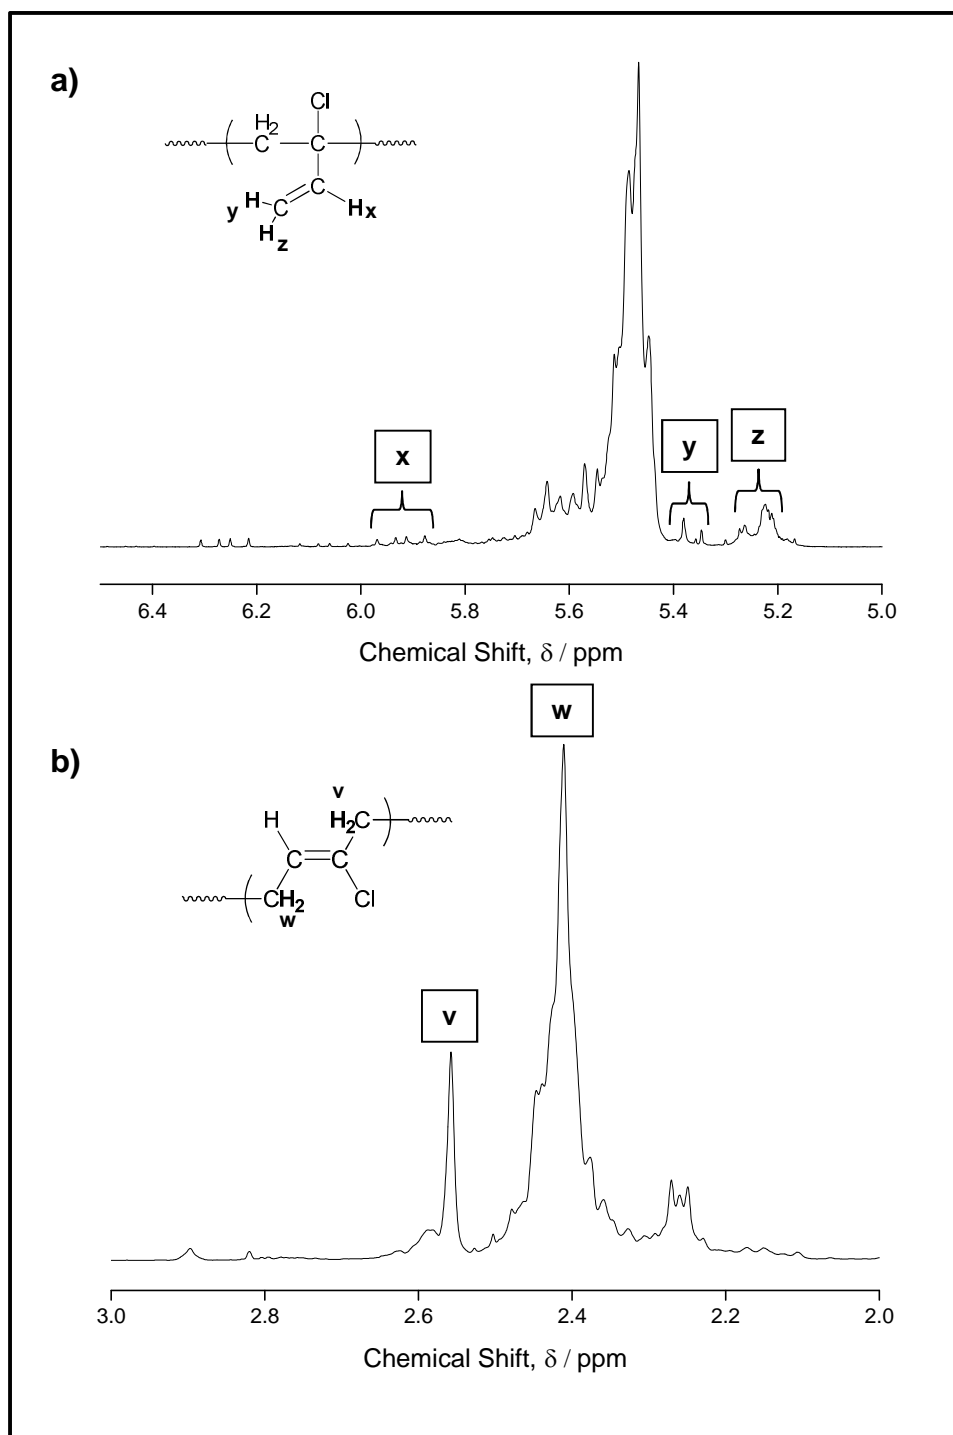 a)
Cl
H2
C C
C
y H C Hx
H z
x
y
z
6.4 6.2 6.0 5.8 5.6 5.4 5.2 5.0
Chemical Shift, δ / ppm
w
b)
v
H H2C
C C
CH2 Cl
w
v
3.0 2.8 2.6 2.4 2.2 2.0
Chemical Shift, δ / ppm